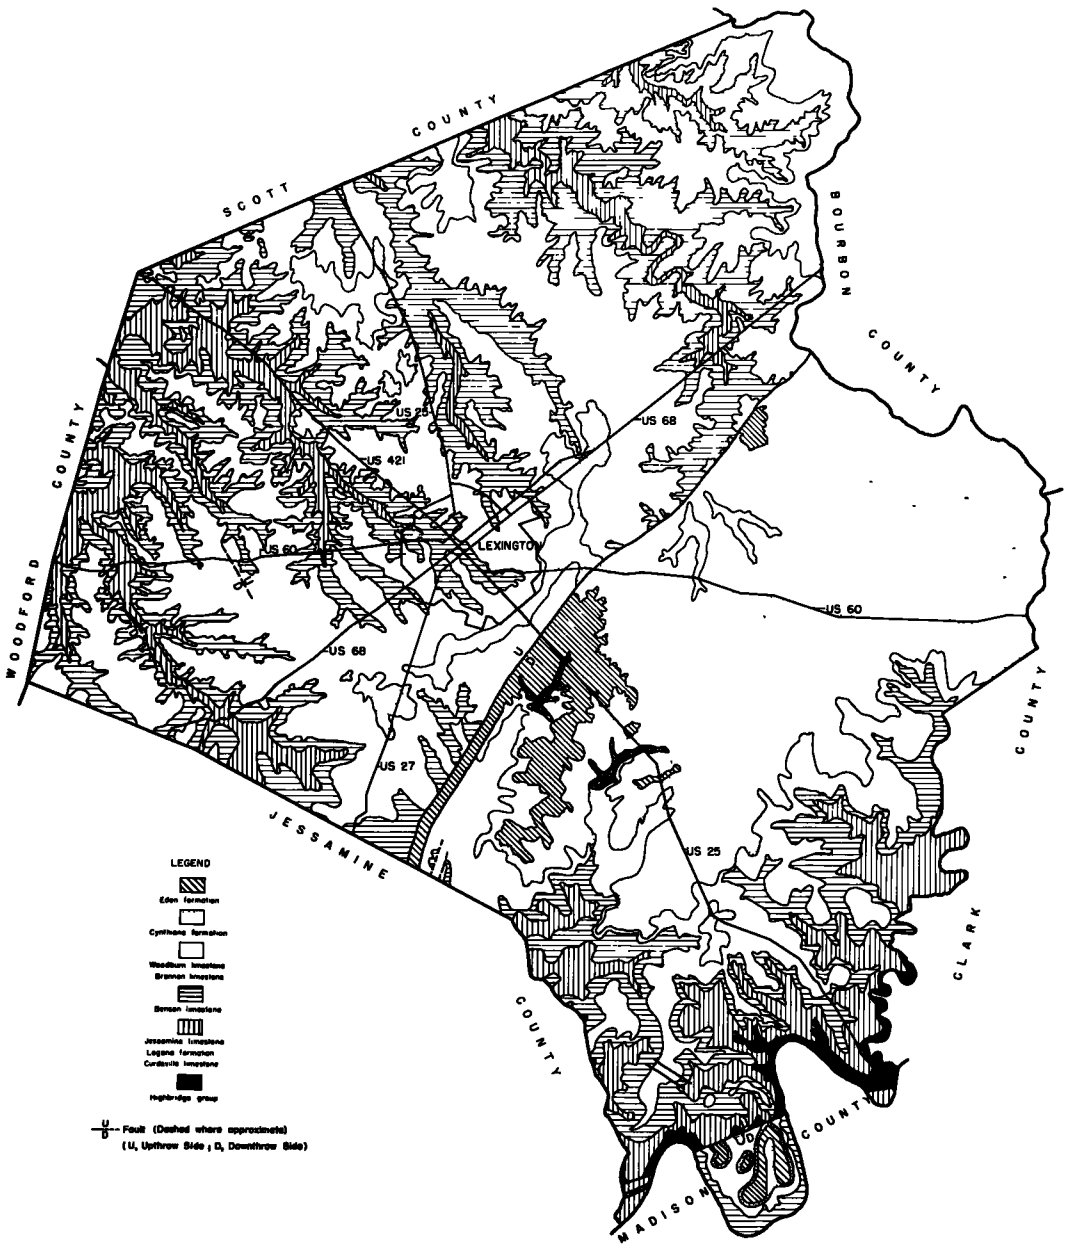 SCOTT COUNTY
BOURBON COUNTY
WOODFORD COUNTY
US 25
US 68
US 421
US 60
LEXINGTON
US 60
US 68
U
D
US 27
US 25
JESSAMINE COUNTY
CLARK COUNTY
MADISON COUNTY
U
D
LEGEND
Eden formation
Cynthiana formation
Woodburn limestone
Brannon limestone
Benson limestone
Jessamine limestone
Logana formation
Curdsville limestone
Highbridge group
U
D
Fault (Dashed where approximate)
(U, Upthrow Side ; D, Downthrow Side)